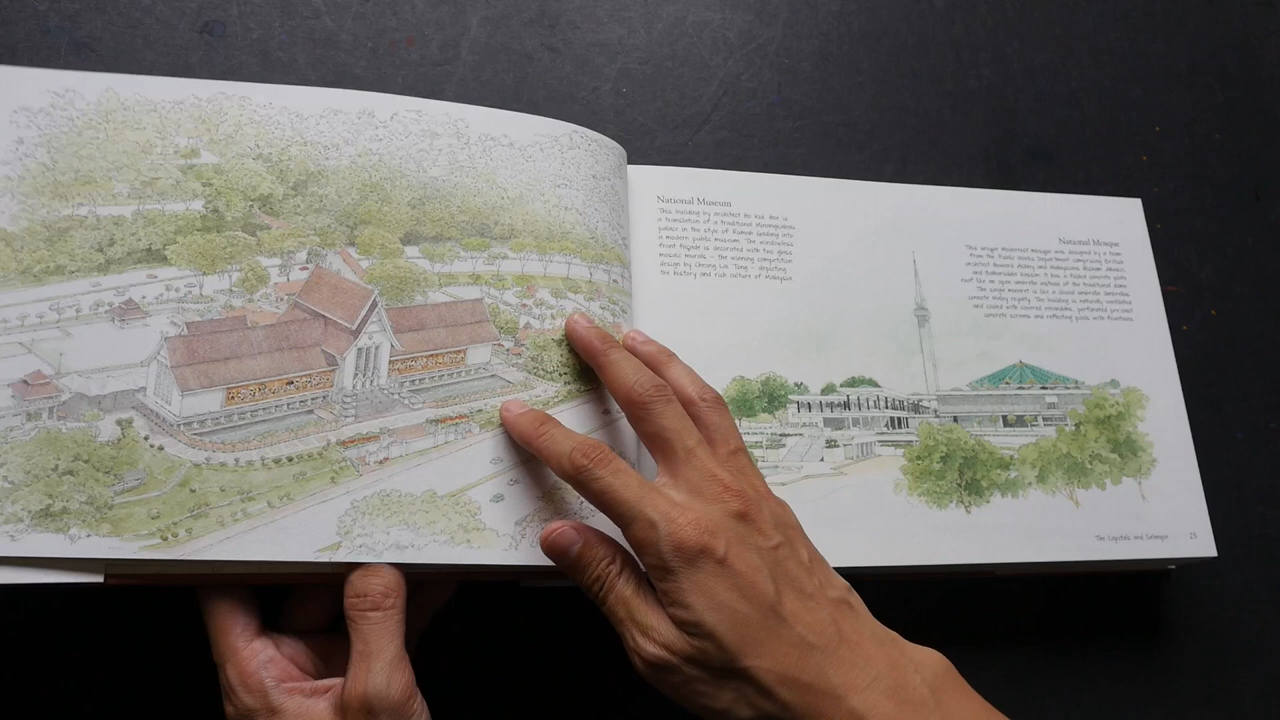 National Museum
This building by architect Ho Kok Hoe is
a translation of a traditional Minangkabau
palace in the style of Rumah Gadang into
a modern public museum. The windowless
front façade is decorated with two glass
mosaic murals – the winning competition
design by Cheong Lai Tong – depicting
the history and rich culture of Malaysia.
National Mosque
This unique modernist mosque was designed by a team
from the Public Works Department comprising British
architect Howard Ashley and Malaysians Hisham Albakri
and Baharuddin Kassim. It has a folded concrete plate
roof like an open umbrella instead of the traditional dome.
The single minaret is like a closed umbrella. Umbrellas
connote Malay royalty. The building is naturally ventilated
and cooled with covered verandahs, perforated pre-cast
concrete screens and reflecting pools with fountains.
The Capitals and Selangor 25